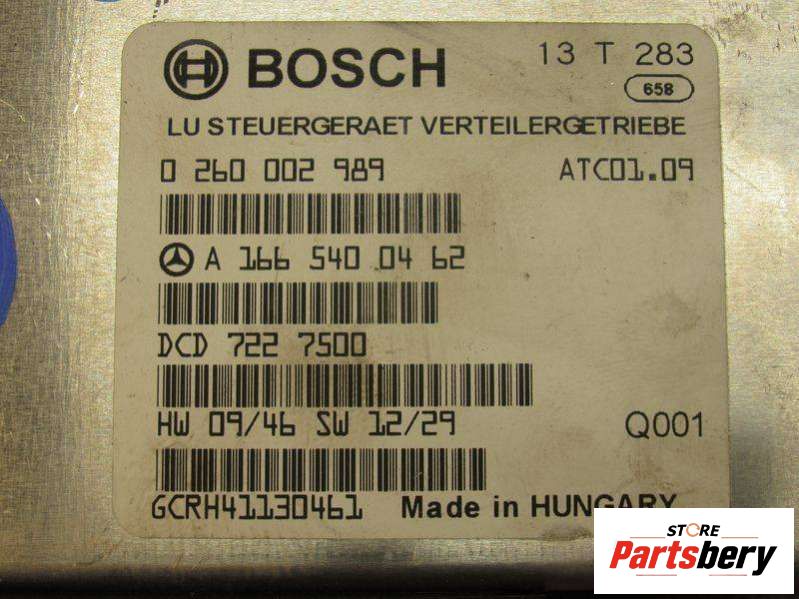 BOSCH 13 T 283
658
LU STEUERGERAET VERTEILERGETRIEBE
0 260 002 989 ATC01.09
A 166 540 04 62
DCD 722 7500
HW 09/46 SW 12/29 Q001
GCRH41130461 Made in HUNGARY
STORE
Partsbery